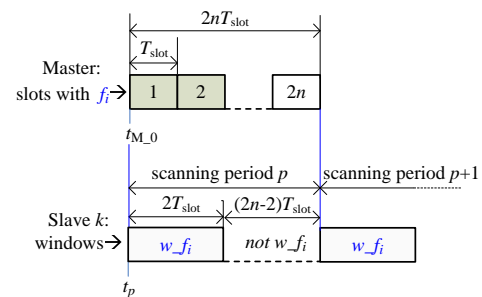 2nT_slot
T_slot
Master:
slots with f_i
1 2 2n
t_M_0
scanning period p scanning period p+1
2T_slot (2n-2)T_slot
Slave k:
windows
w_f_i not w_f_i w_f_i
t_p